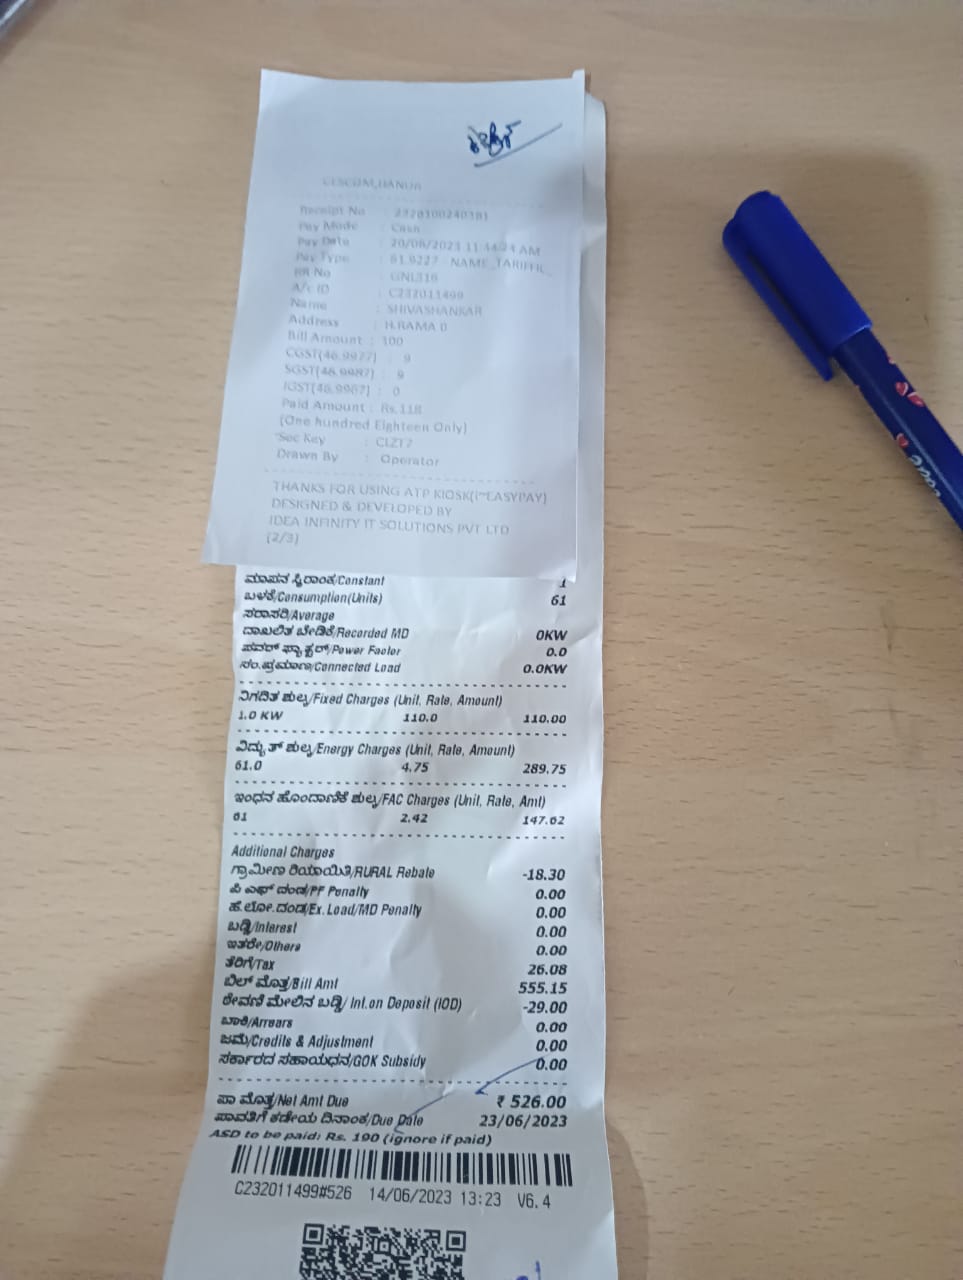 CESCOM,HANUR
Receipt No : 2320100240381
Pay Mode : Cash
Pay Date : 20/06/2023 11:44:24 AM
Pay Type : 61.9227 - NAME_TARIFFIC
RR No : GNL316
A/c ID : C232011499
Name : SHIVASHANKAR
Address : H.RAMA D
Bill Amount : 100
CGST(46.9977) : 9
SGST(46.9987) : 9
IGST(46.9967) : 0
Paid Amount : Rs.118
(One hundred Eighteen Only)
Sec Key : CLZT7
Drawn By : Operator
THANKS FOR USING ATP KIOSK(i~EASYPAY)
DESIGNED & DEVELOPED BY
IDEA INFINITY IT SOLUTIONS PVT LTD
(2/3)
ಮಾಪನ ಸ್ಥಿರಾಂಕ/Constant 1
ಬಳಕೆ/Consumption(Units) 61
ಸರಾಸರಿ/Average
ದಾಖಲಿತ ಬೇಡಿಕೆ/Recorded MD 0KW
ಪವರ್ ಫ್ಯಾಕ್ಟರ್/Power Factor 0.0
ಸಂ.ಪ್ರಮಾಣ/Connected Load 0.0KW
ನಿಗದಿತ ಶುಲ್ಕ/Fixed Charges (Unit, Rate, Amount)
1.0 KW 110.0 110.00
ವಿದ್ಯುತ್ ಶುಲ್ಕ/Energy Charges (Unit, Rate, Amount)
61.0 4.75 289.75
ಇಂಧನ ಹೊಂದಾಣಿಕೆ ಶುಲ್ಕ/FAC Charges (Unit, Rate, Amt)
61 2.42 147.62
Additional Charges
ಗ್ರಾಮೀಣ ರಿಯಾಯಿತಿ/RURAL Rebate -18.30
ಪಿ ಎಫ್ ದಂಡ/PF Penalty 0.00
ಹೆ.ಲೋ.ದಂಡ/Ex. Load/MD Penalty 0.00
ಬಡ್ಡಿ/Interest 0.00
ಇತರೇ/Others 0.00
ತೆರಿಗೆ/Tax 26.08
ಬಿಲ್ ಮೊತ್ತ/Bill Amt 555.15
ಠೇವಣಿ ಮೇಲಿನ ಬಡ್ಡಿ/ Int.on Deposit (IOD) -29.00
ಬಾಕಿ/Arrears 0.00
ಜಮೆ/Credits & Adjustment 0.00
ಸರ್ಕಾರದ ಸಹಾಯಧನ/GOK Subsidy 0.00
ಪಾ ಮೊತ್ತ/Net Amt Due ₹ 526.00
ಪಾವತಿಗೆ ಕಡೇಯ ದಿನಾಂಕ/Due Date 23/06/2023
ASD to be paid: Rs. 190 (ignore if paid)
C232011499#526 14/06/2023 13:23 V6.4